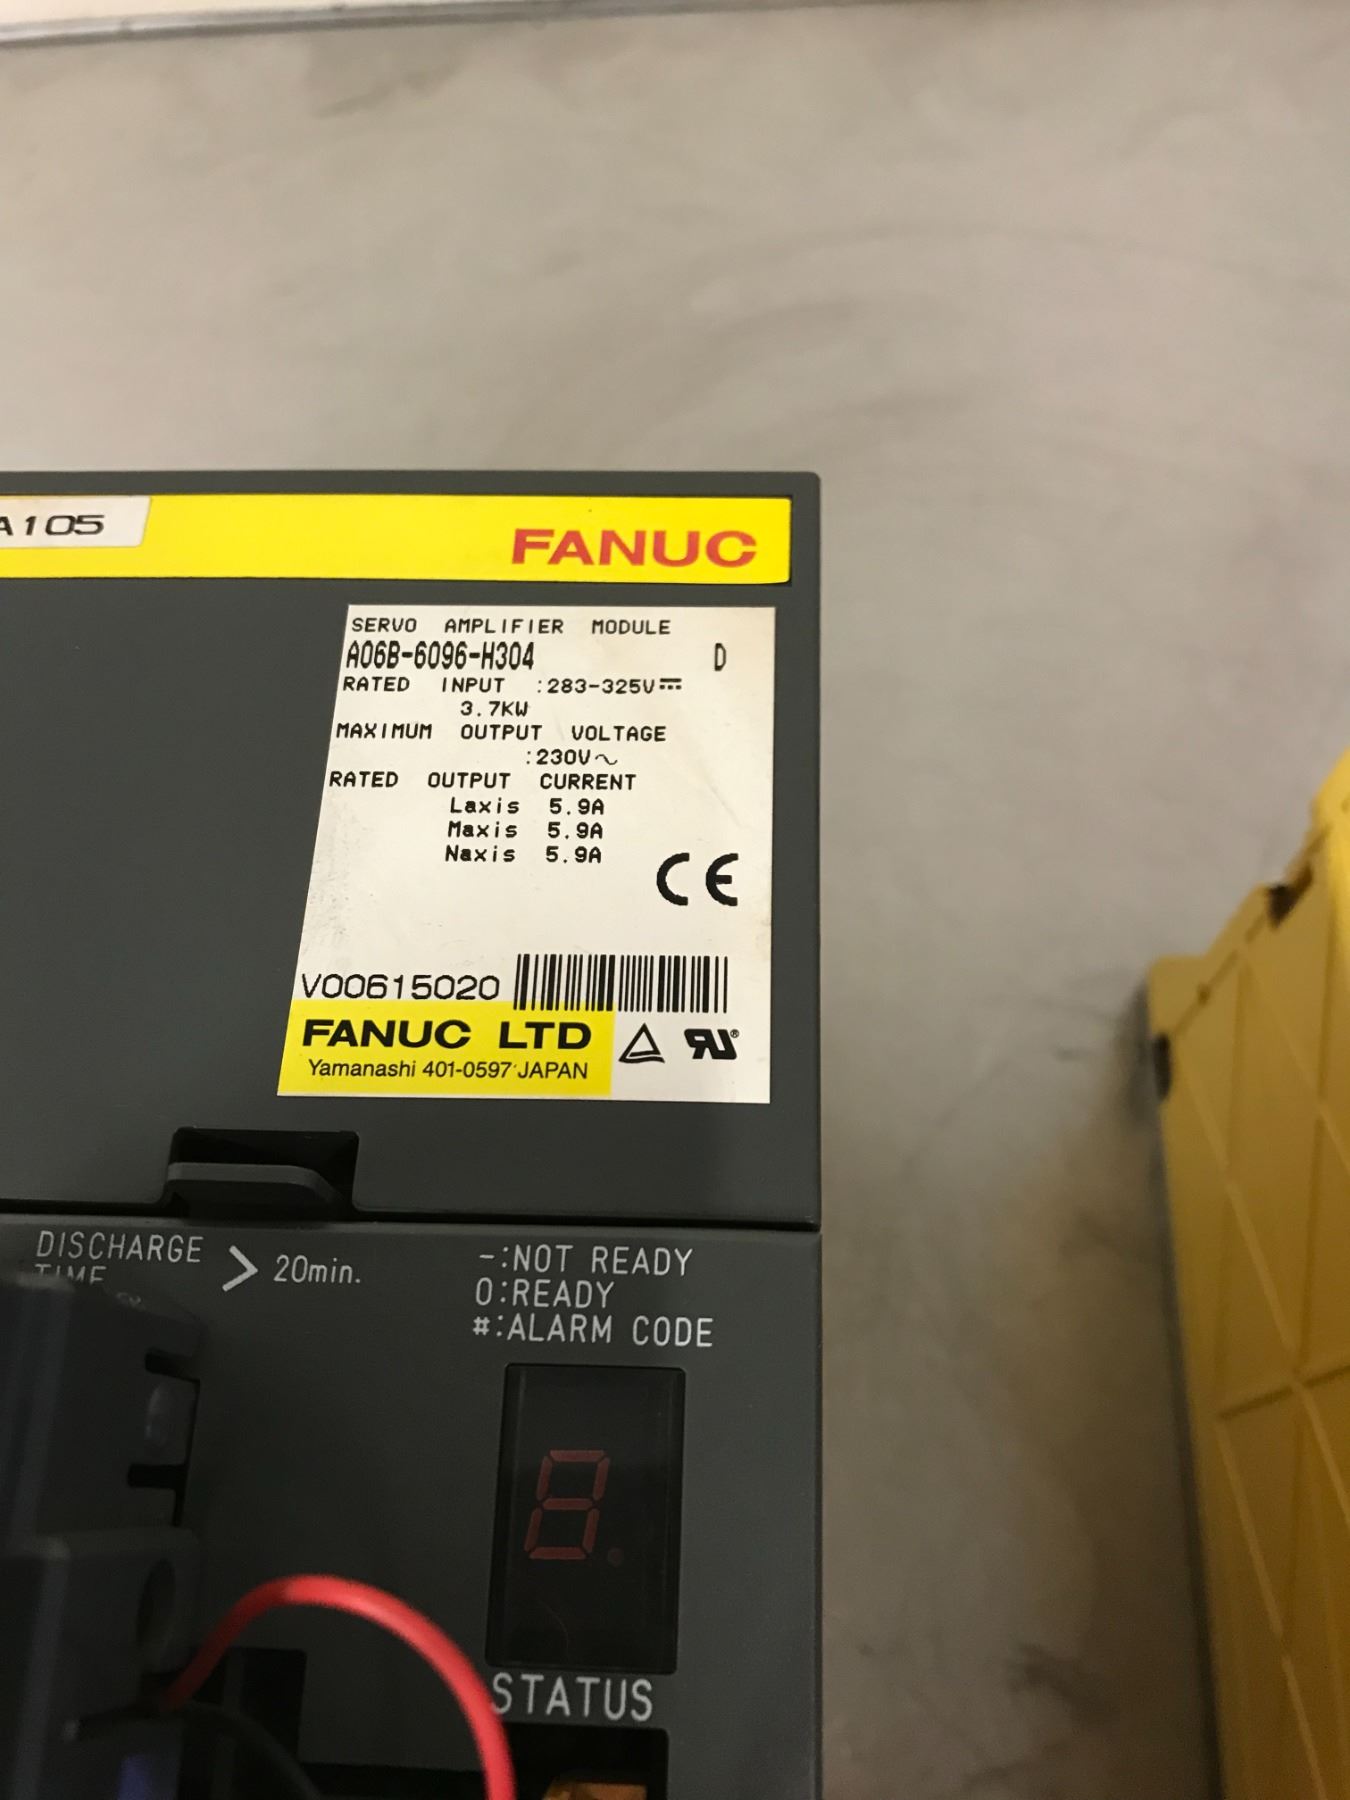 A105
FANUC
SERVO AMPLIFIER MODULE
A06B-6096-H304 D
RATED INPUT :283-325V⎓
3.7KW
MAXIMUM OUTPUT VOLTAGE
:230V~
RATED OUTPUT CURRENT
Laxis 5.9A
Maxis 5.9A
Naxis 5.9A
CE
V00615020
FANUC LTD
Yamanashi 401-0597 JAPAN
DISCHARGE
TIME
> 20min.
-:NOT READY
0:READY
#:ALARM CODE
8.
STATUS